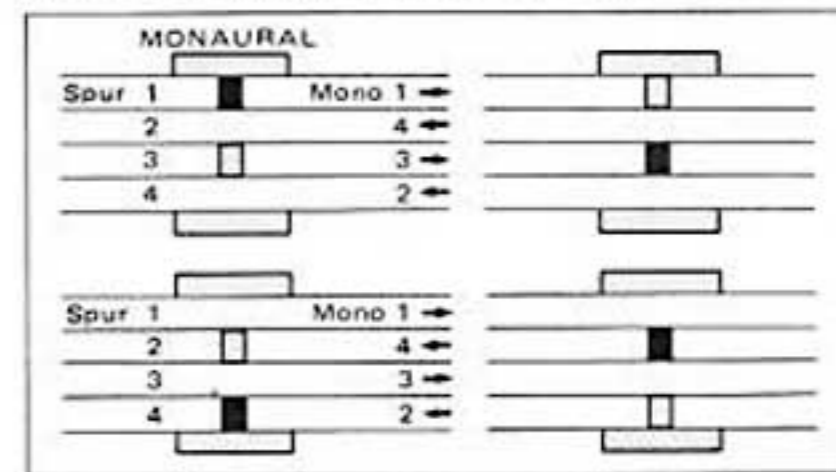 MONAURAL
Spur 1 Mono 1 →
2 4 ←
3 3 →
4 2 ←
Spur 1 Mono 1 →
2 4 ←
3 3 →
4 2 ←